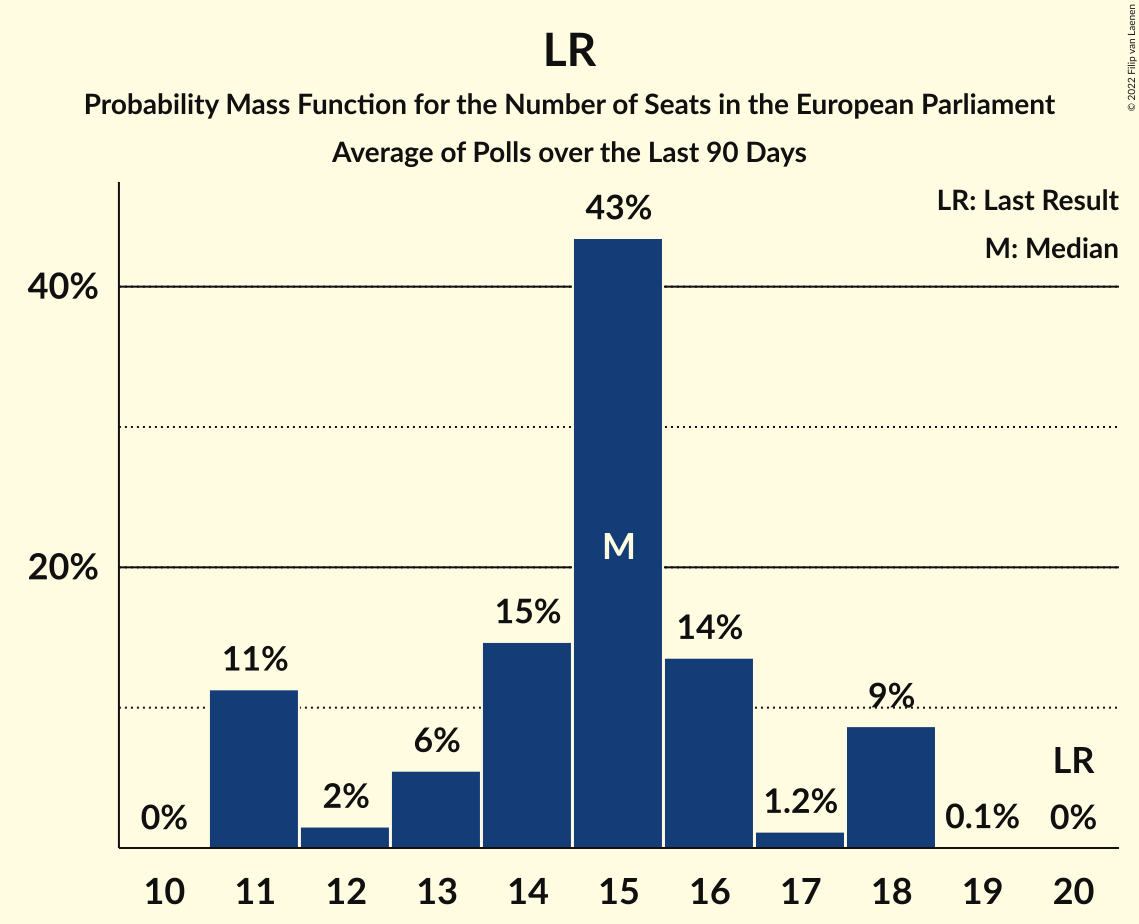 LR
Probability Mass Function for the Number of Seats in the European Parliament
Average of Polls over the Last 90 Days
© 2022 Filip van Laenen
LR: Last Result
M: Median
40%
20%
0%
11%
2%
6%
15%
43%
M
14%
1.2%
9%
0.1%
LR
0%
10 11 12 13 14 15 16 17 18 19 20